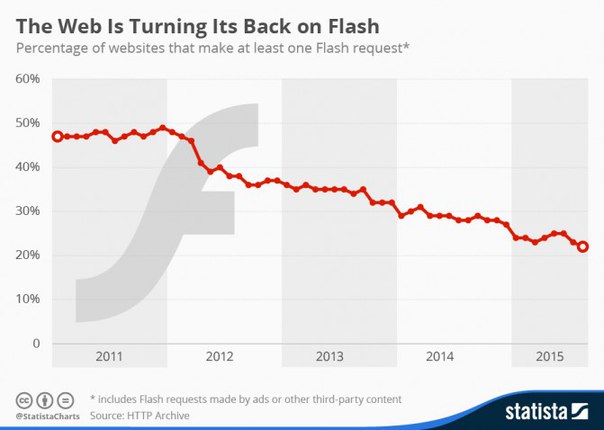 The Web Is Turning Its Back on Flash
Percentage of websites that make at least one Flash request*
60%
50%
40%
30%
20%
10%
0
2011 2012 2013 2014 2015
* includes Flash requests made by ads or other third-party content
@StatistaCharts Source: HTTP Archive
statista